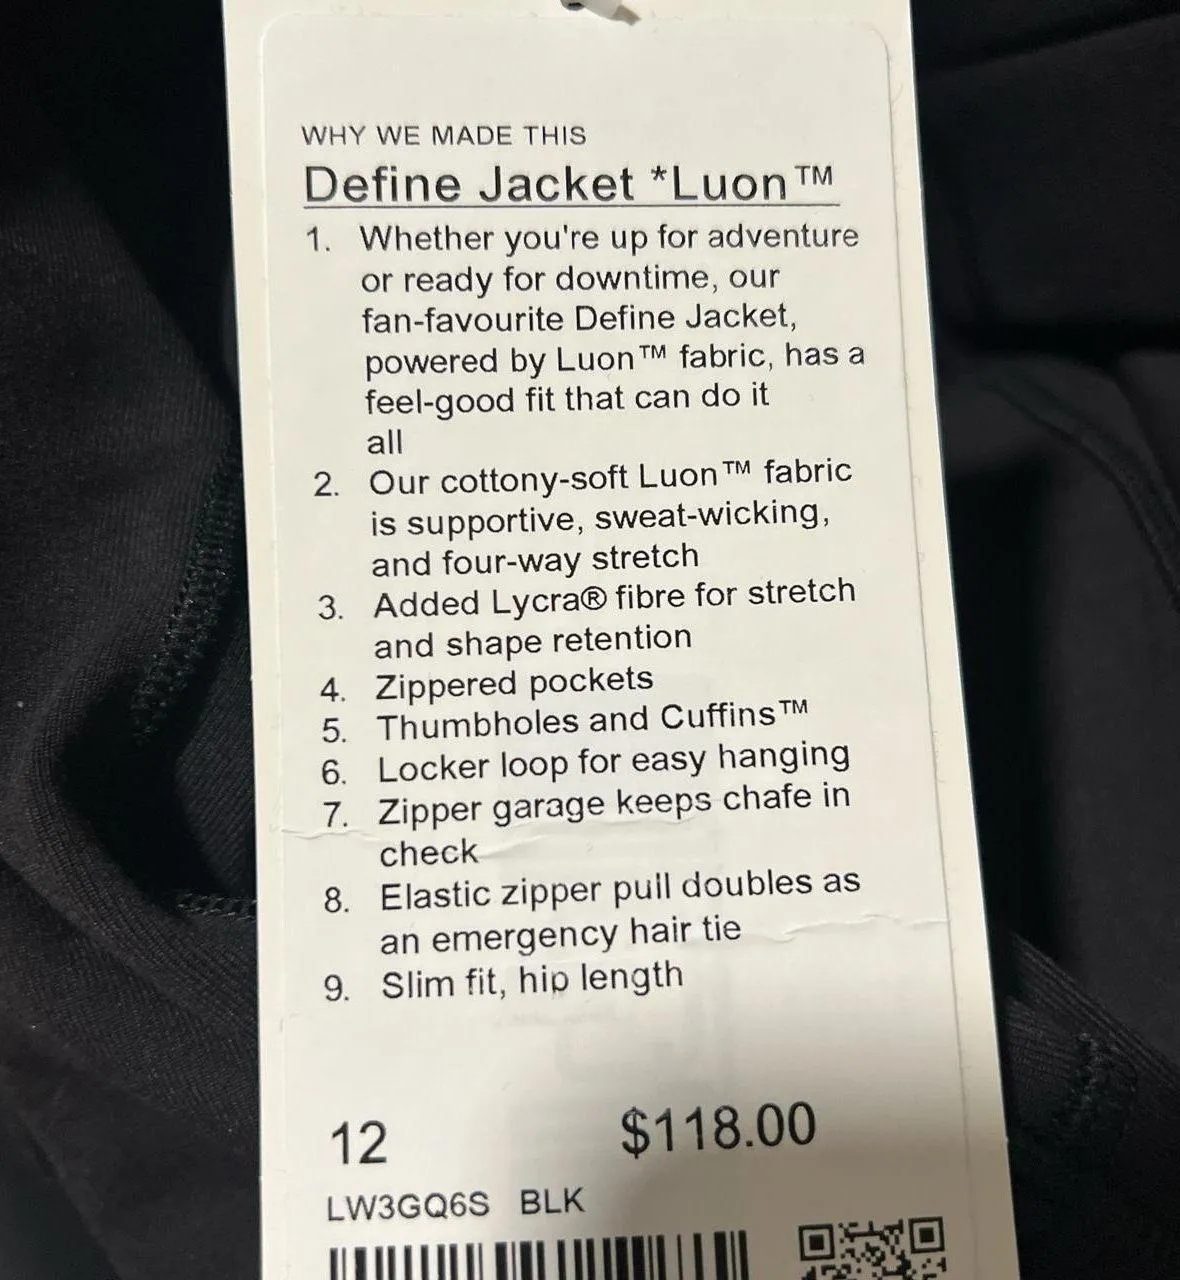 WHY WE MADE THIS
Define Jacket *Luon™
1. Whether you're up for adventure
or ready for downtime, our
fan-favourite Define Jacket,
powered by Luon™ fabric, has a
feel-good fit that can do it
all
2. Our cottony-soft Luon™ fabric
is supportive, sweat-wicking,
and four-way stretch
3. Added Lycra® fibre for stretch
and shape retention
4. Zippered pockets
5. Thumbholes and Cuffins™
6. Locker loop for easy hanging
7. Zipper garage keeps chafe in
check
8. Elastic zipper pull doubles as
an emergency hair tie
9. Slim fit, hip length
12 $118.00
LW3GQ6S BLK